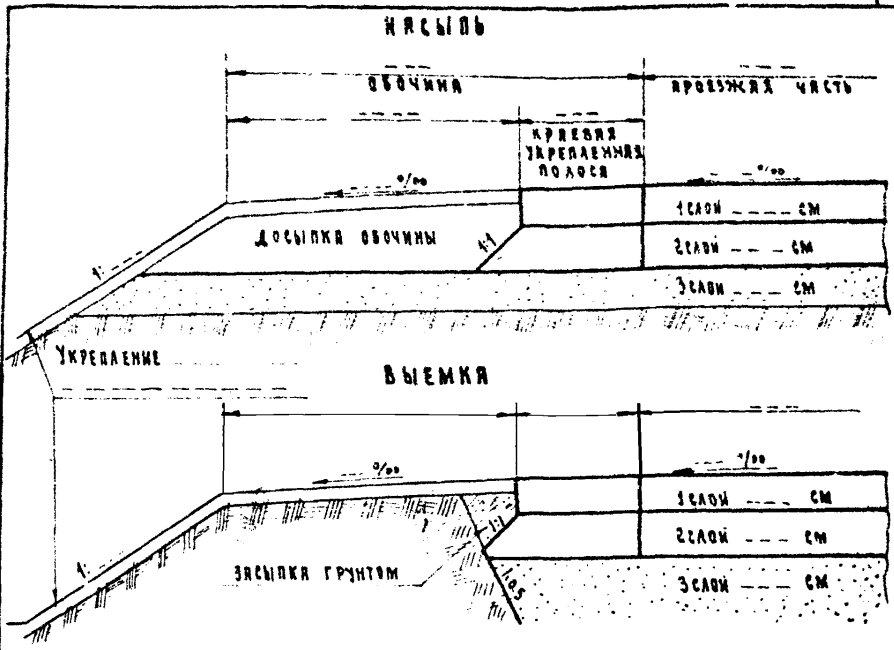 НАСЫПЬ
ОБОЧИНА
ПРОЕЗЖАЯ ЧАСТЬ
КРАЕВАЯ
УКРЕПЛЕННАЯ
ПОЛОСА
‰
‰
1 СЛОЙ ---- СМ
ДОСЫПКА ОБОЧИНЫ
1:1
2 СЛОЙ --- СМ
1:
3 СЛОЙ --- СМ
УКРЕПЛЕНИЕ
ВЫЕМКА
‰
‰
1 СЛОЙ ---- СМ
1:1
2 СЛОЙ --- СМ
1:
ЗАСЫПКА ГРУНТОМ
1:0,5
3 СЛОЙ --- СМ